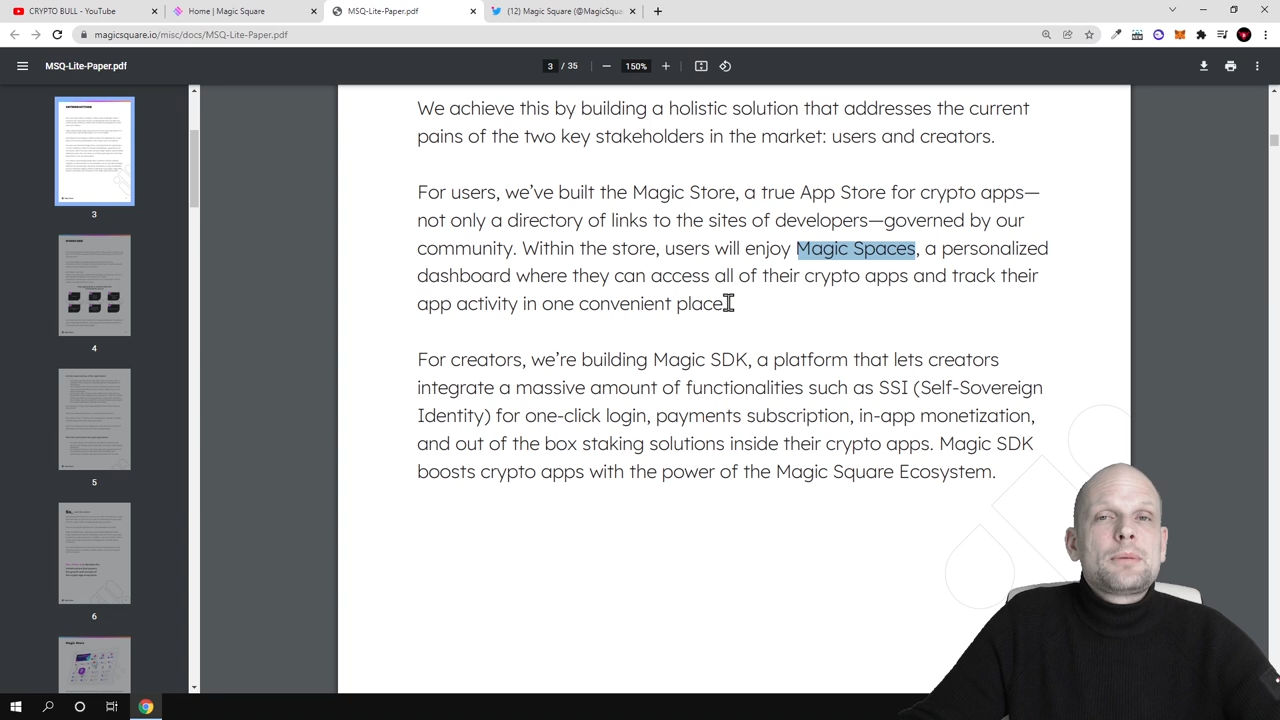 CRYPTO BULL - YouTube
Home | Magic Square
MSQ-Lite-Paper.pdf
(12) Magic Square (@MagicSqua
magicsquare.io/misc/docs/MSQ-Lite-Paper.pdf
MSQ-Lite-Paper.pdf
3 / 35
150%
We achieve this by building a holistic solution that addresses the current
pains of the two key stakeholders in the market; users and creators.
For users, we've built the Magic Store, a true App Store for crypto apps—
not only a directory of links to the sites of developers—governed by our
community. Within the store, users will enjoy Magic Spaces, a personalized
dashboard where they can access all of their crypto apps and track their
app activity in one convenient place.
For creators, we're building Magic SDK, a platform that lets creators
integrate a massive amount of functionalities such as SSI (Self-Sovereign
Identity) for one-click login, payments subscription, in-app monetization,
and out of the box staking solutions inside their crypto apps. Magic SDK
boosts crypto apps with the power of the Magic Square Ecosystem.
3
4
5
6